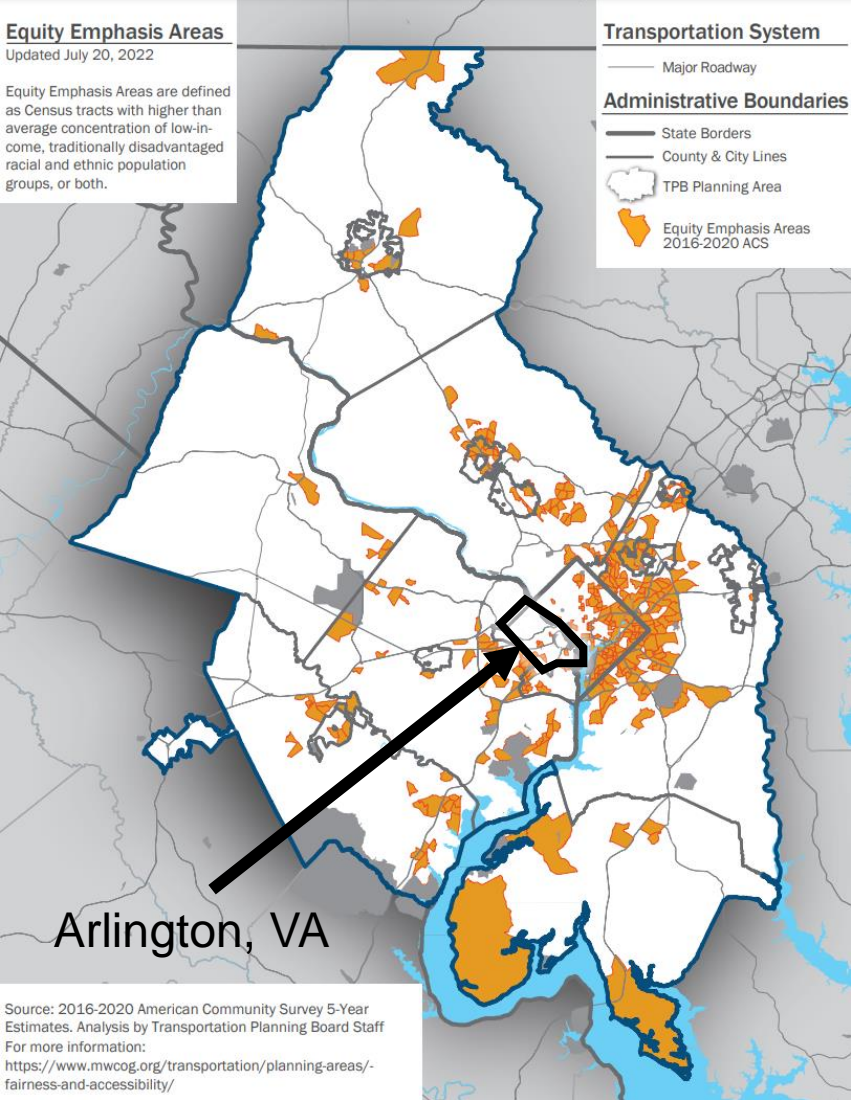 Equity Emphasis Areas
Updated July 20, 2022
Equity Emphasis Areas are defined
as Census tracts with higher than
average concentration of low-in-
come, traditionally disadvantaged
racial and ethnic population
groups, or both.
Transportation System
Major Roadway
Administrative Boundaries
State Borders
County & City Lines
TPB Planning Area
Equity Emphasis Areas
2016-2020 ACS
Arlington, VA
Source: 2016-2020 American Community Survey 5-Year
Estimates. Analysis by Transportation Planning Board Staff
For more information:
https://www.mwcog.org/transportation/planning-areas/-
fairness-and-accessibility/